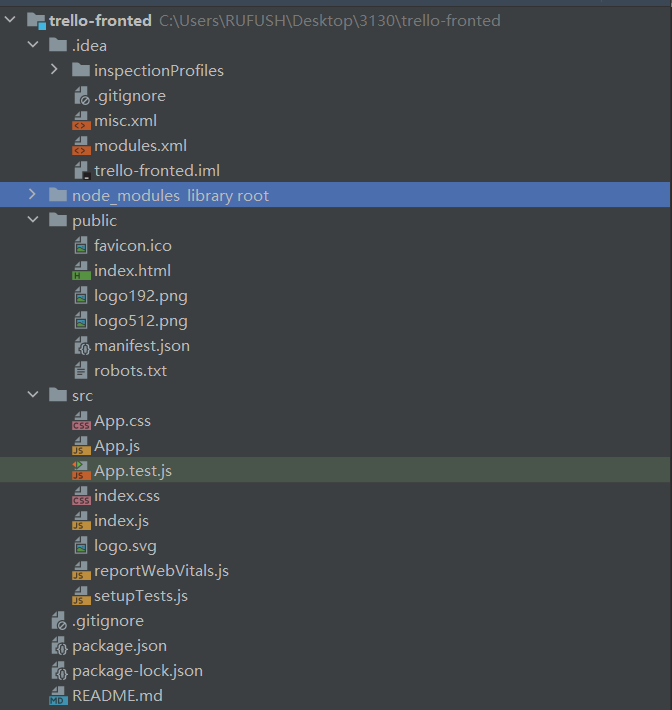 trello-fronted C:\Users\RUFUSH\Desktop\3130\trello-fronted
.idea
inspectionProfiles
.gitignore
misc.xml
modules.xml
trello-fronted.iml
node_modules library root
public
favicon.ico
index.html
logo192.png
logo512.png
manifest.json
robots.txt
src
App.css
App.js
App.test.js
index.css
index.js
logo.svg
reportWebVitals.js
setupTests.js
.gitignore
package.json
package-lock.json
README.md